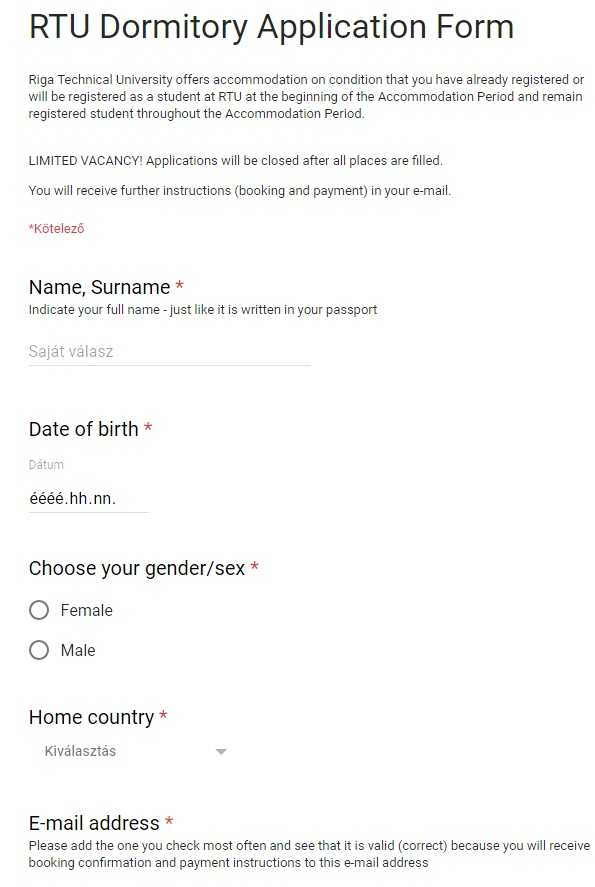 RTU Dormitory Application Form
Riga Technical University offers accommodation on condition that you have already registered or
will be registered as a student at RTU at the beginning of the Accommodation Period and remain
registered student throughout the Accommodation Period.
LIMITED VACANCY! Applications will be closed after all places are filled.
You will receive further instructions (booking and payment) in your e-mail.
*Kötelező
Name, Surname *
Indicate your full name - just like it is written in your passport
Saját válasz
Date of birth *
Dátum
éééé.hh.nn.
Choose your gender/sex *
Female
Male
Home country *
Kiválasztás
E-mail address *
Please add the one you check most often and see that it is valid (correct) because you will receive
booking confirmation and payment instructions to this e-mail address